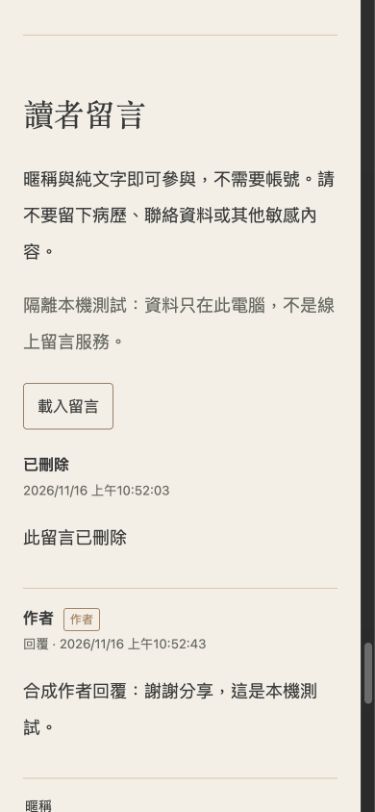 讀者留言
暱稱與純文字即可參與，不需要帳號。請
不要留下病歷、聯絡資料或其他敏感內
容。
隔離本機測試：資料只在此電腦，不是線
上留言服務。
載入留言
已刪除
2026/11/16 上午10:52:03
此留言已刪除
作者 作者
回覆 · 2026/11/16 上午10:52:43
合成作者回覆：謝謝分享，這是本機測
試。
暱稱